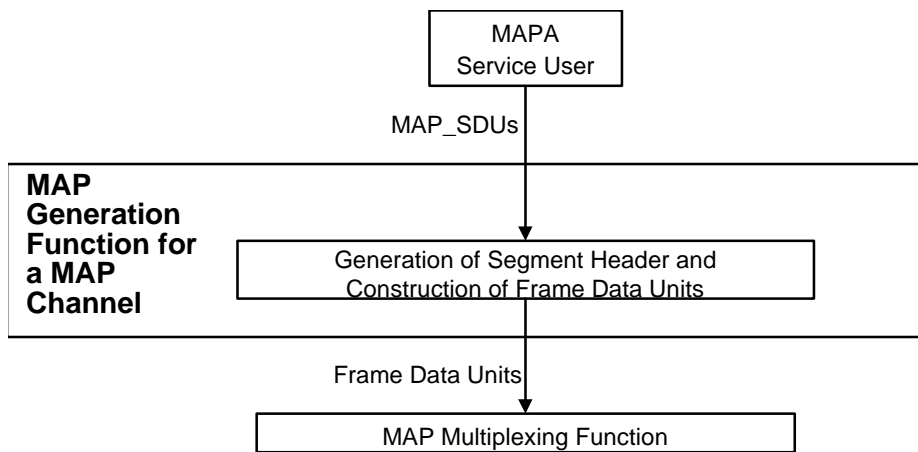 MAPA
Service User
MAP_SDUs
MAP
Generation
Function for
a MAP
Channel
Generation of Segment Header and
Construction of Frame Data Units
Frame Data Units
MAP Multiplexing Function